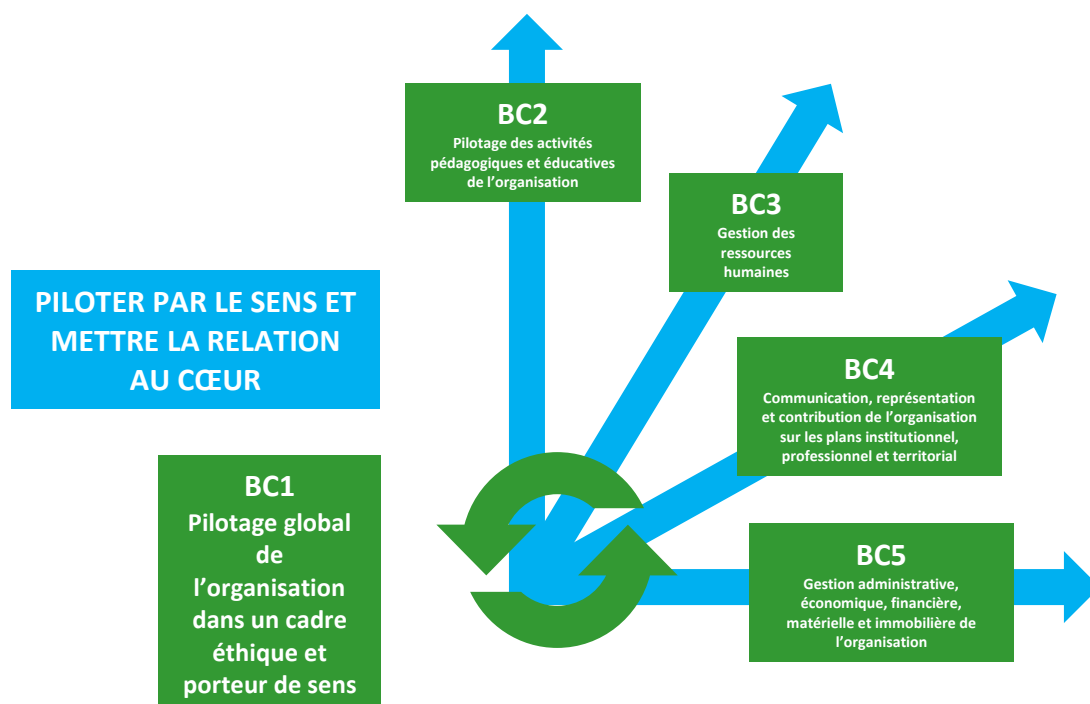 BC2
Pilotage des activités
pédagogiques et éducatives
de l’organisation
BC3
Gestion des
ressources
humaines
PILOTER PAR LE SENS ET
METTRE LA RELATION
AU CŒUR
BC4
Communication, représentation
et contribution de l’organisation
sur les plans institutionnel,
professionnel et territorial
BC1
Pilotage global
de
l’organisation
dans un cadre
éthique et
porteur de sens
BC5
Gestion administrative,
économique, financière,
matérielle et immobilière de
l’organisation